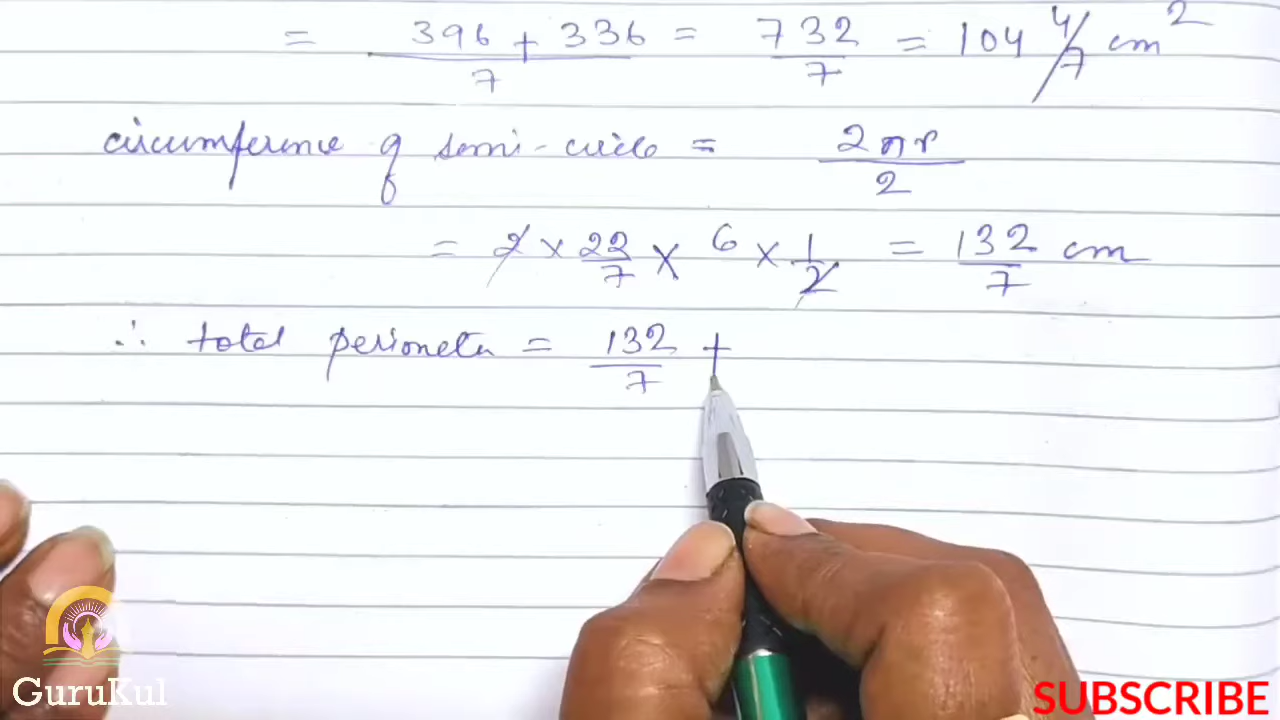 = 396 + 336 / 7 = 732 / 7 = 104 4/7 cm²
circumference of semi-circle = 2πr / 2
= 2 × 22/7 × 6 × 1/2 = 132/7 cm
∴ total perimeter = 132/7 +
GuruKul
SUBSCRIBE